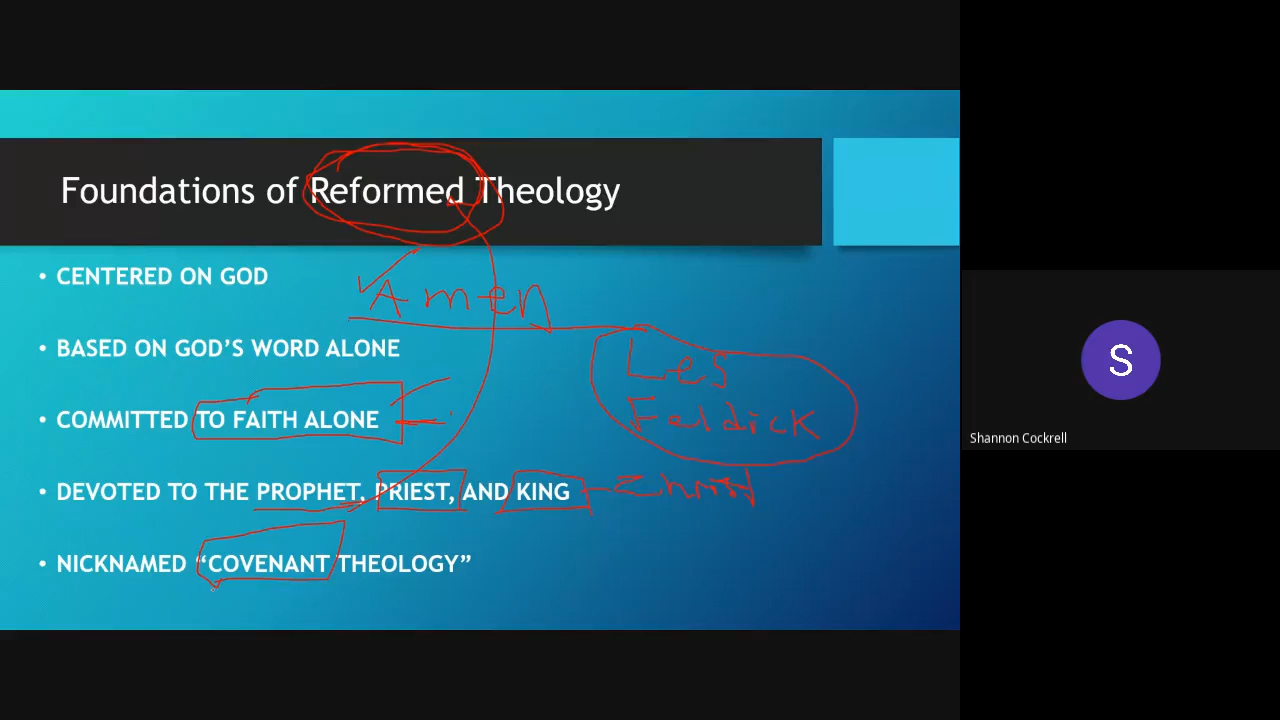 Foundations of Reformed Theology
• CENTERED ON GOD
Amen
• BASED ON GOD’S WORD ALONE
Les
Feldick
• COMMITTED TO FAITH ALONE
• DEVOTED TO THE PROPHET, PRIEST, AND KING
Christ
• NICKNAMED “COVENANT THEOLOGY”
S
Shannon Cockrell